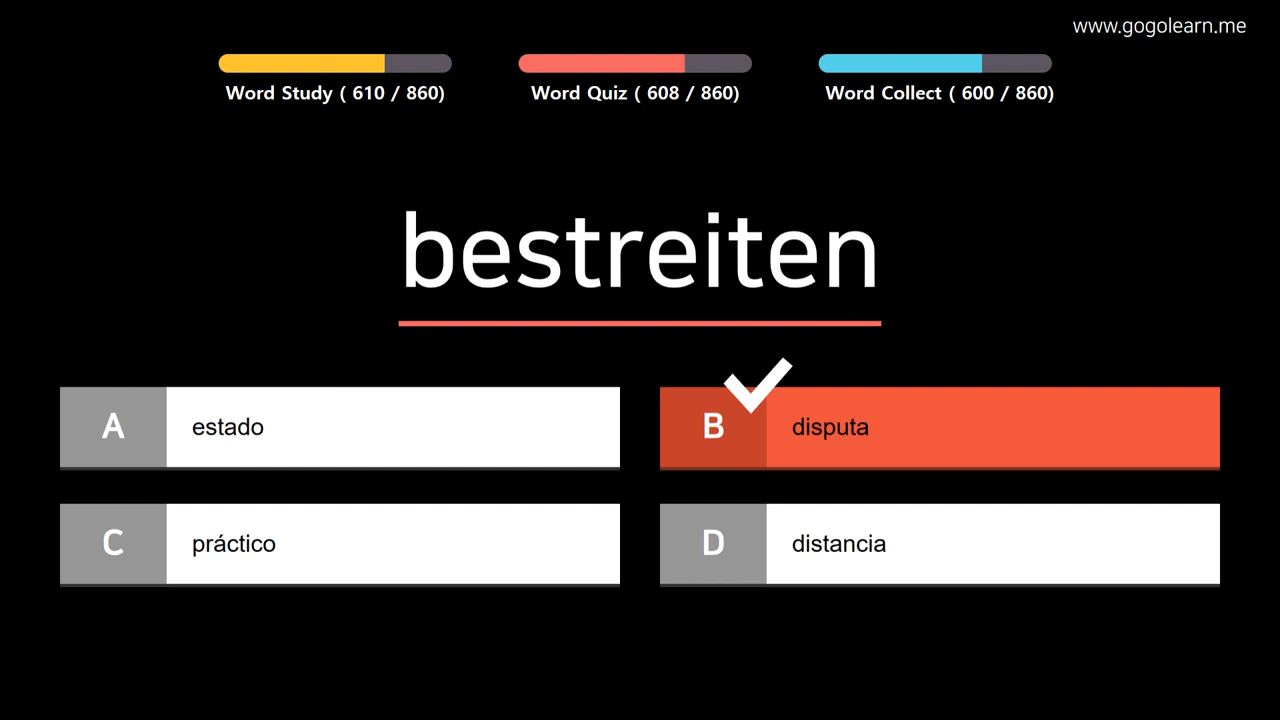 www.gogolearn.me
Word Study ( 610 / 860)
Word Quiz ( 608 / 860)
Word Collect ( 600 / 860)
bestreiten
A estado
B disputa
C práctico
D distancia